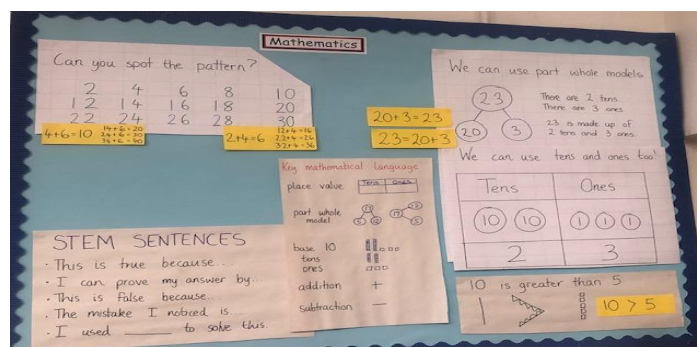 Mathematics
Can you spot the pattern?
2 4 6 8 10
12 14 16 18 20
22 24 26 28 30
4+6=10
14+6=20
24+6=30
34+6=40
2+4=6
12+4=16
22+4=26
32+4=36
20+3=23
23=20+3
We can use part whole models
23
20 3
There are 2 tens.
There are 3 ones.
23 is made up of
2 tens and 3 ones.
We can use tens and ones too!
Tens Ones
10 10 1 1 1
2 3
Key mathematical language
place value Tens Ones
part whole
model
base 10
tens
ones
addition +
subtraction −
STEM SENTENCES
· This is true because...
· I can prove my answer by...
· This is false because...
· The mistake I noticed is
· I used ______ to solve this.
10 is greater than 5
10 > 5